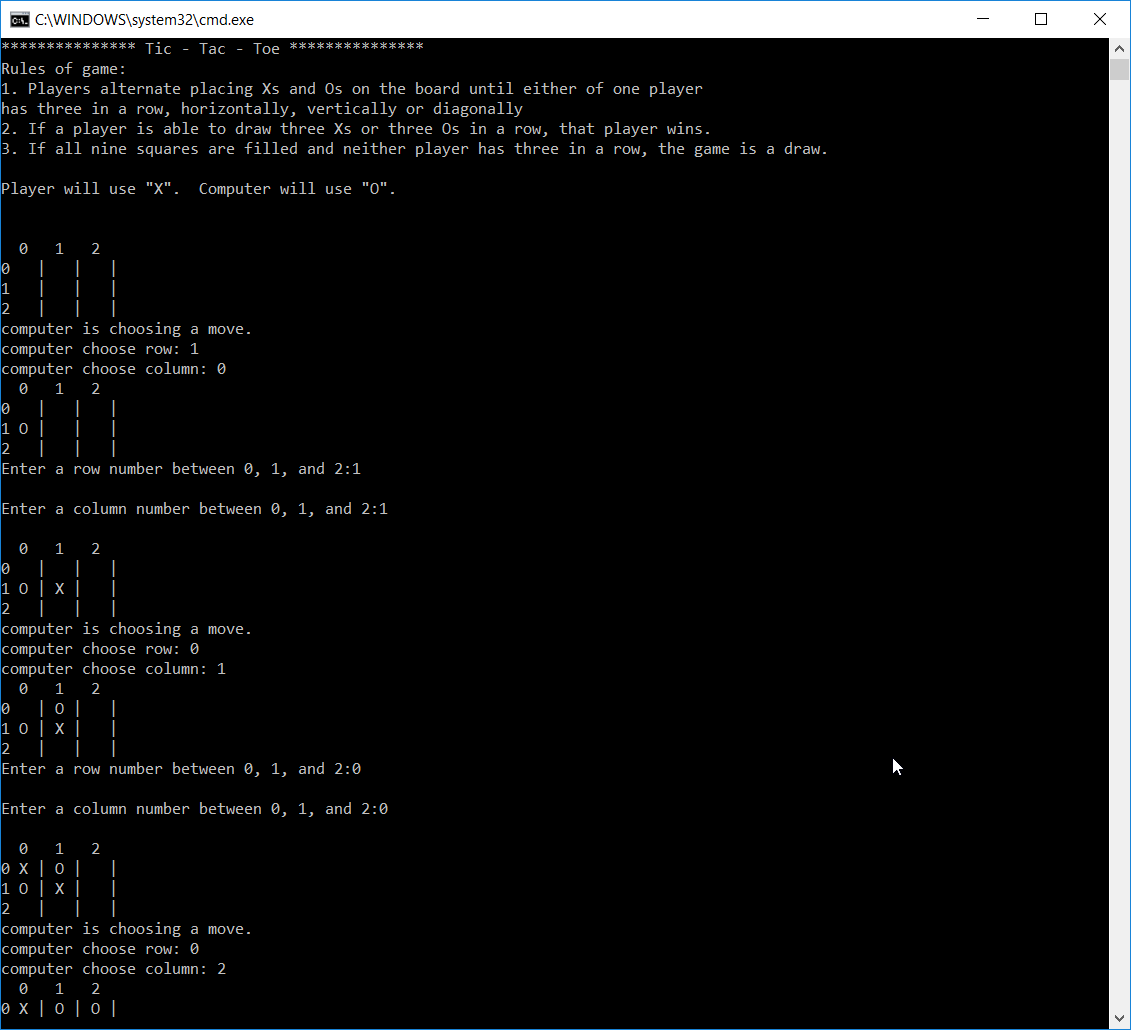 C:\WINDOWS\system32\cmd.exe
*************** Tic - Tac - Toe ***************
Rules of game:
1. Players alternate placing Xs and Os on the board until either of one player
has three in a row, horizontally, vertically or diagonally
2. If a player is able to draw three Xs or three Os in a row, that player wins.
3. If all nine squares are filled and neither player has three in a row, the game is a draw.
Player will use "X".  Computer will use "O".
  0   1   2
0   |   |   |
1   |   |   |
2   |   |   |
computer is choosing a move.
computer choose row: 1
computer choose column: 0
  0   1   2
0   |   |   |
1 O |   |   |
2   |   |   |
Enter a row number between 0, 1, and 2:1
Enter a column number between 0, 1, and 2:1
  0   1   2
0   |   |   |
1 O | X |   |
2   |   |   |
computer is choosing a move.
computer choose row: 0
computer choose column: 1
  0   1   2
0   | O |   |
1 O | X |   |
2   |   |   |
Enter a row number between 0, 1, and 2:0
Enter a column number between 0, 1, and 2:0
  0   1   2
0 X | O |   |
1 O | X |   |
2   |   |   |
computer is choosing a move.
computer choose row: 0
computer choose column: 2
  0   1   2
0 X | O | O |